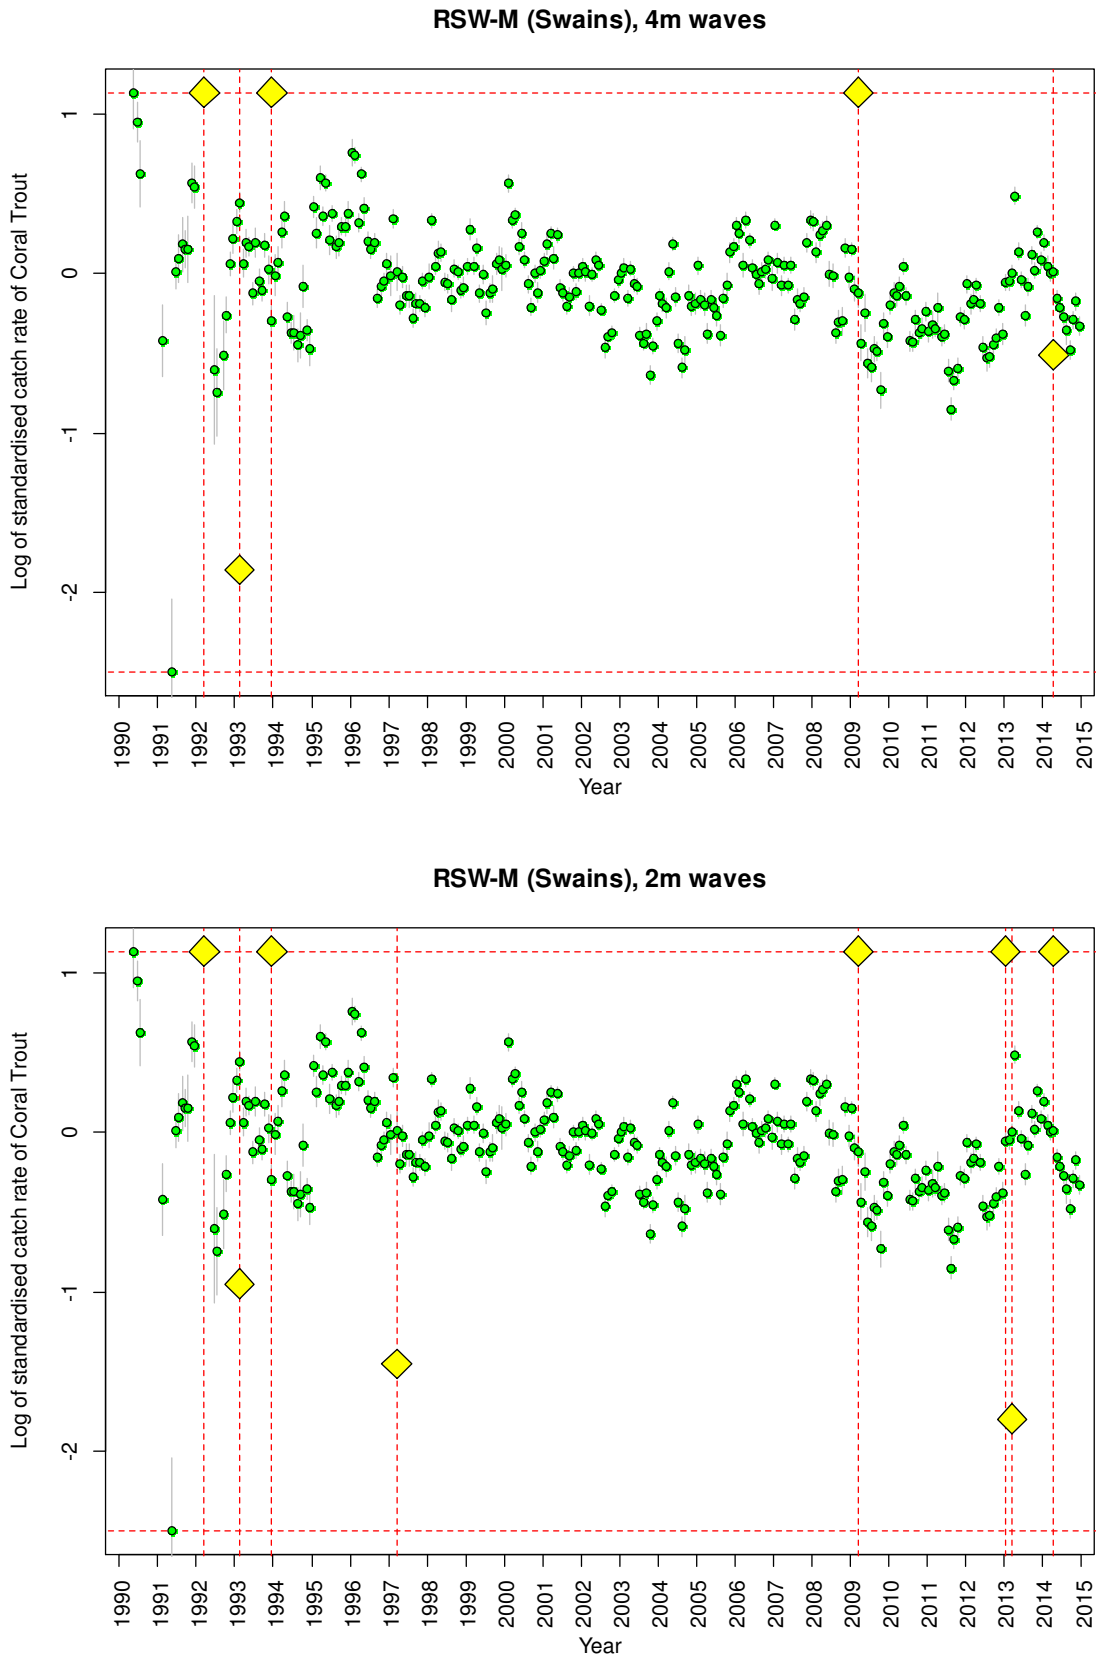 RSW-M (Swains), 4m waves
Log of standardised catch rate of Coral Trout
1
0
-1
-2
1990 1991 1992 1993 1994 1995 1996 1997 1998 1999 2000 2001 2002 2003 2004 2005 2006 2007 2008 2009 2010 2011 2012 2013 2014 2015
Year
RSW-M (Swains), 2m waves
Log of standardised catch rate of Coral Trout
1
0
-1
-2
1990 1991 1992 1993 1994 1995 1996 1997 1998 1999 2000 2001 2002 2003 2004 2005 2006 2007 2008 2009 2010 2011 2012 2013 2014 2015
Year